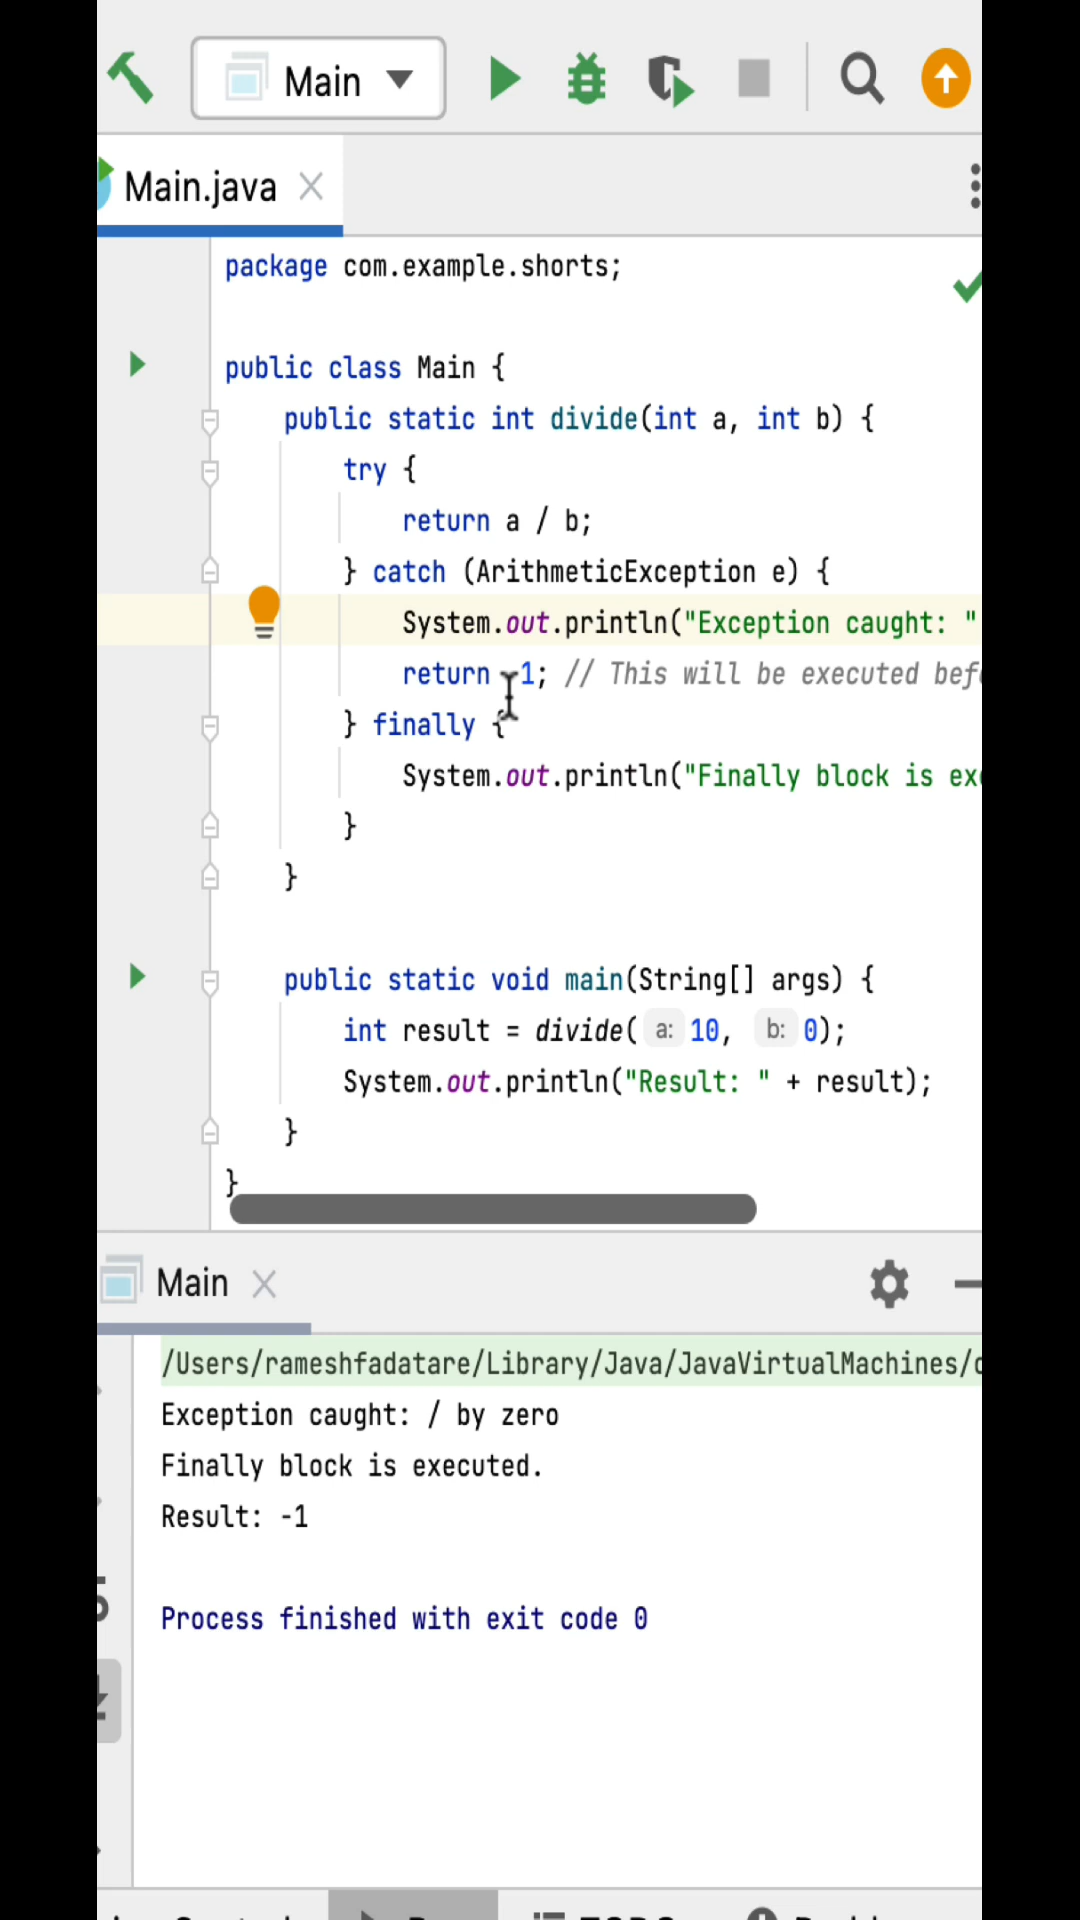 Main
Main.java
package com.example.shorts;
public class Main {
public static int divide(int a, int b) {
try {
return a / b;
} catch (ArithmeticException e) {
System.out.println("Exception caught: "
return -1; // This will be executed bef
} finally {
System.out.println("Finally block is ex
}
}
public static void main(String[] args) {
int result = divide( a: 10, b: 0);
System.out.println("Result: " + result);
}
}
Main
/Users/rameshfadatare/Library/Java/JavaVirtualMachines/
Exception caught: / by zero
Finally block is executed.
Result: -1
Process finished with exit code 0